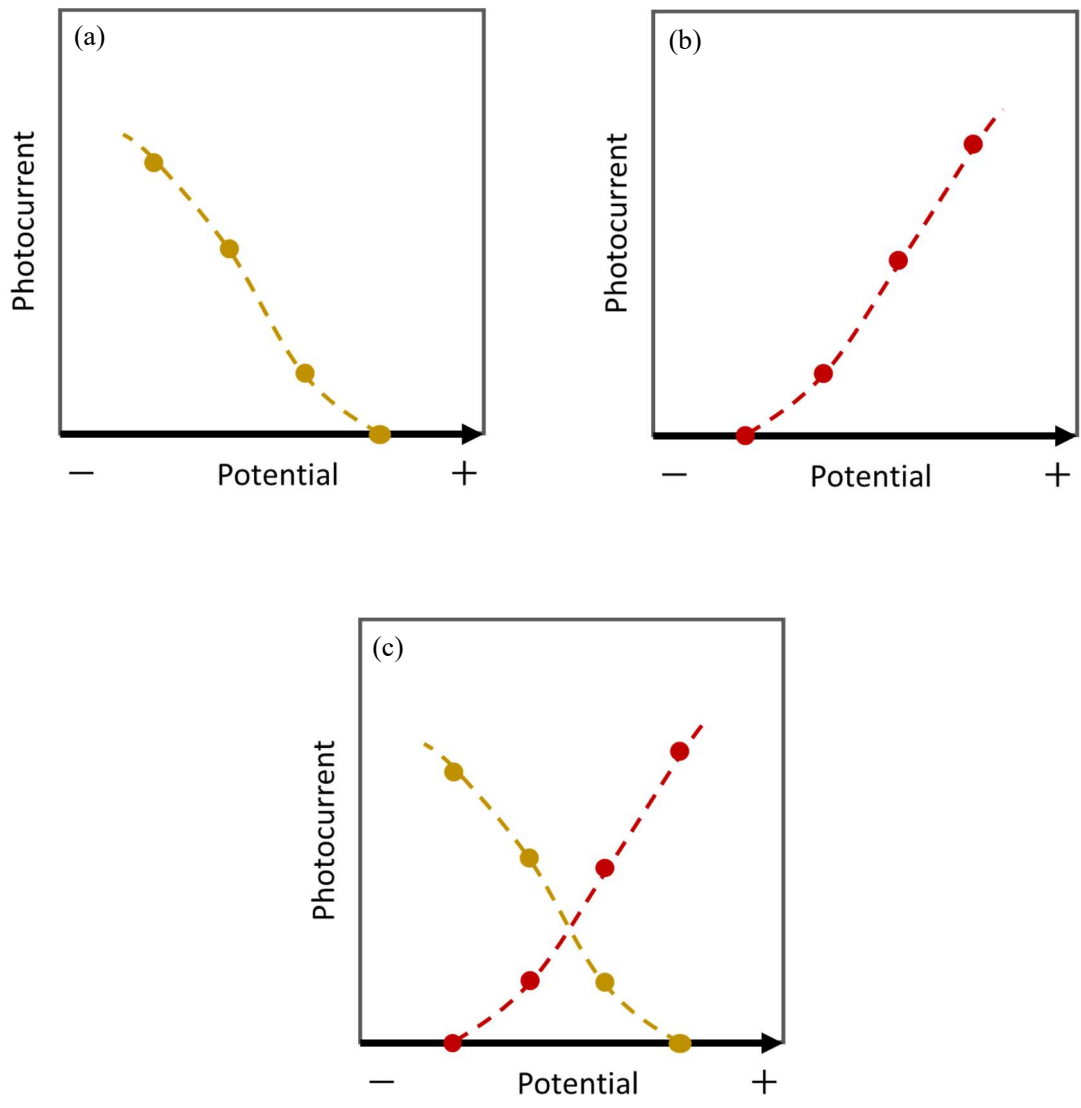 (a)
Photocurrent
— Potential +
(b)
Photocurrent
— Potential +
(c)
Photocurrent
— Potential +